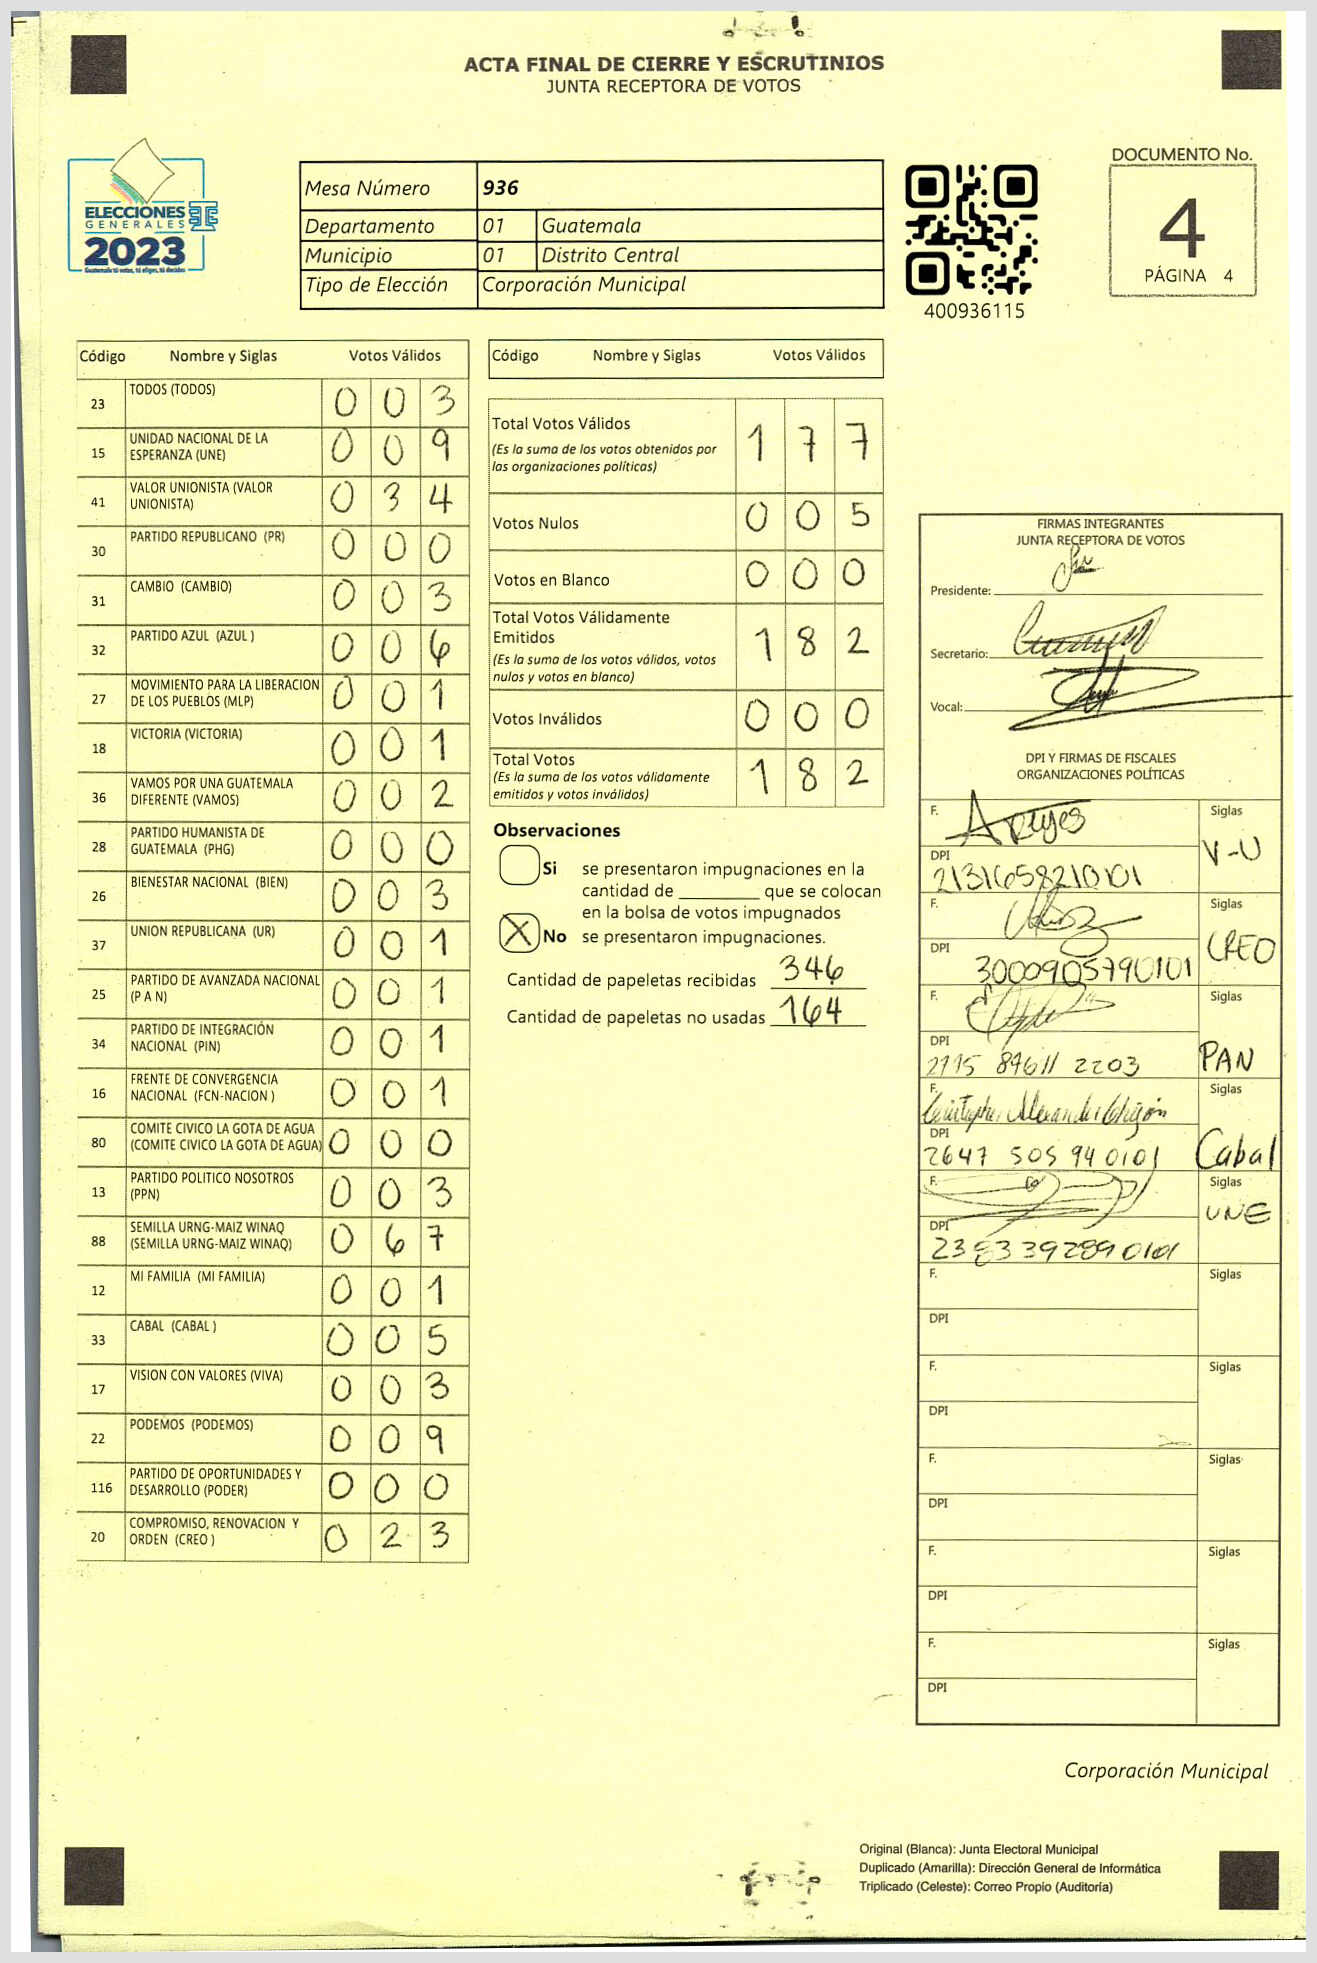 ACTA FINAL DE CIERRE Y ESCRUTINIOS
JUNTA RECEPTORA DE VOTOS
ELECCIONES
GENERALES
2023
Guatemala tú votas, tú eliges, tú decides
Mesa Número 936
Departamento 01 Guatemala
Municipio 01 Distrito Central
Tipo de Elección Corporación Municipal
400936115
DOCUMENTO No.
4
PÁGINA 4
Código Nombre y Siglas Votos Válidos
23 TODOS (TODOS) 0 0 3
15 UNIDAD NACIONAL DE LA
ESPERANZA (UNE) 0 0 9
41 VALOR UNIONISTA (VALOR
UNIONISTA) 0 3 4
30 PARTIDO REPUBLICANO (PR) 0 0 0
31 CAMBIO (CAMBIO) 0 0 3
32 PARTIDO AZUL (AZUL ) 0 0 6
27 MOVIMIENTO PARA LA LIBERACION
DE LOS PUEBLOS (MLP) 0 0 1
18 VICTORIA (VICTORIA) 0 0 1
36 VAMOS POR UNA GUATEMALA
DIFERENTE (VAMOS) 0 0 2
28 PARTIDO HUMANISTA DE
GUATEMALA (PHG) 0 0 0
26 BIENESTAR NACIONAL (BIEN) 0 0 3
37 UNION REPUBLICANA (UR) 0 0 1
25 PARTIDO DE AVANZADA NACIONAL
(P A N) 0 0 1
34 PARTIDO DE INTEGRACIÓN
NACIONAL (PIN) 0 0 1
16 FRENTE DE CONVERGENCIA
NACIONAL (FCN-NACION ) 0 0 1
80 COMITE CIVICO LA GOTA DE AGUA
(COMITE CIVICO LA GOTA DE AGUA) 0 0 0
13 PARTIDO POLITICO NOSOTROS
(PPN) 0 0 3
88 SEMILLA URNG-MAIZ WINAQ
(SEMILLA URNG-MAIZ WINAQ) 0 6 7
12 MI FAMILIA (MI FAMILIA) 0 0 1
33 CABAL (CABAL ) 0 0 5
17 VISION CON VALORES (VIVA) 0 0 3
22 PODEMOS (PODEMOS) 0 0 9
116 PARTIDO DE OPORTUNIDADES Y
DESARROLLO (PODER) 0 0 0
20 COMPROMISO, RENOVACION Y
ORDEN (CREO ) 0 2 3
Código Nombre y Siglas Votos Válidos
Total Votos Válidos 1 7 7
(Es la suma de los votos obtenidos por
las organizaciones políticas)
Votos Nulos 0 0 5
Votos en Blanco 0 0 0
Total Votos Válidamente
Emitidos 1 8 2
(Es la suma de los votos válidos, votos
nulos y votos en blanco)
Votos Inválidos 0 0 0
Total Votos 1 8 2
(Es la suma de los votos válidamente
emitidos y votos inválidos)
Observaciones
Si se presentaron impugnaciones en la
cantidad de que se colocan
en la bolsa de votos impugnados
X No se presentaron impugnaciones.
Cantidad de papeletas recibidas 346
Cantidad de papeletas no usadas 164
FIRMAS INTEGRANTES
JUNTA RECEPTORA DE VOTOS
Presidente:
Secretario:
Vocal:
DPI Y FIRMAS DE FISCALES
ORGANIZACIONES POLÍTICAS
F. AReyes Siglas
V-U
DPI
2131658210101
F. Siglas
CREO
DPI
3000905790101
F. Siglas
PAN
DPI
2203
F. Christopher Alexander Siglas
Cabal
DPI
2647 505 94 0101
F. Siglas
UNE
DPI
2383392890101
F. Siglas
DPI
F. Siglas
DPI
F. Siglas
DPI
F. Siglas
DPI
F. Siglas
DPI
Corporación Municipal
Original (Blanca): Junta Electoral Municipal
Duplicado (Amarilla): Dirección General de Informática
Triplicado (Celeste): Correo Propio (Auditoría)